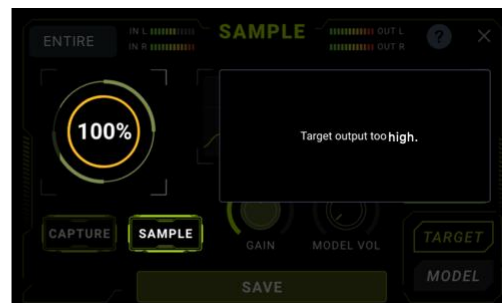 ENTIRE
IN L
IN R
SAMPLE
OUT L
OUT R
?
100%
Target output too high.
CAPTURE
SAMPLE
GAIN
MODEL VOL
TARGET
MODEL
SAVE